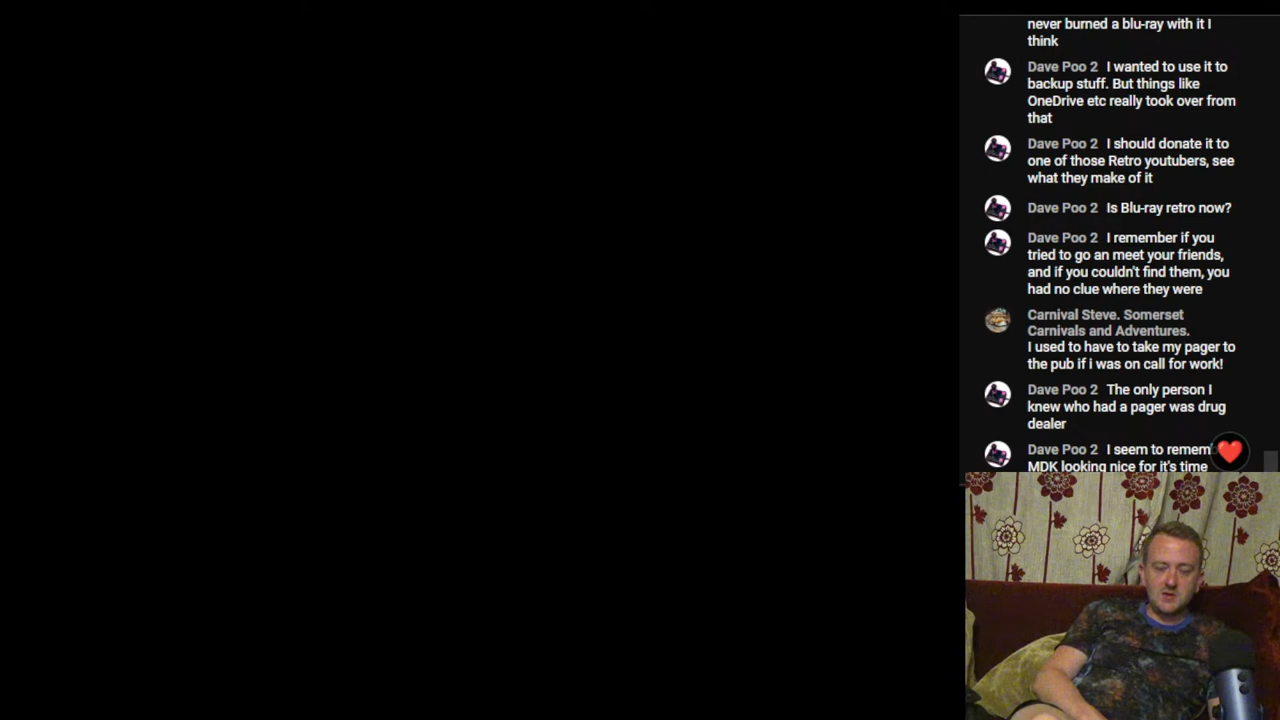 never burned a blu-ray with it I
think
Dave Poo 2 I wanted to use it to
backup stuff. But things like
OneDrive etc really took over from
that
Dave Poo 2 I should donate it to
one of those Retro youtubers, see
what they make of it
Dave Poo 2 Is Blu-ray retro now?
Dave Poo 2 I remember if you
tried to go an meet your friends,
and if you couldn't find them, you
had no clue where they were
Carnival Steve. Somerset
Carnivals and Adventures.
I used to have to take my pager to
the pub if i was on call for work!
Dave Poo 2 The only person I
knew who had a pager was drug
dealer
Dave Poo 2 I seem to remem
MDK looking nice for it's time